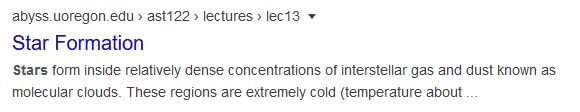 abyss.uoregon.edu › ast122 › lectures › lec13
Star Formation
Stars form inside relatively dense concentrations of interstellar gas and dust known as
molecular clouds. These regions are extremely cold (temperature about ...